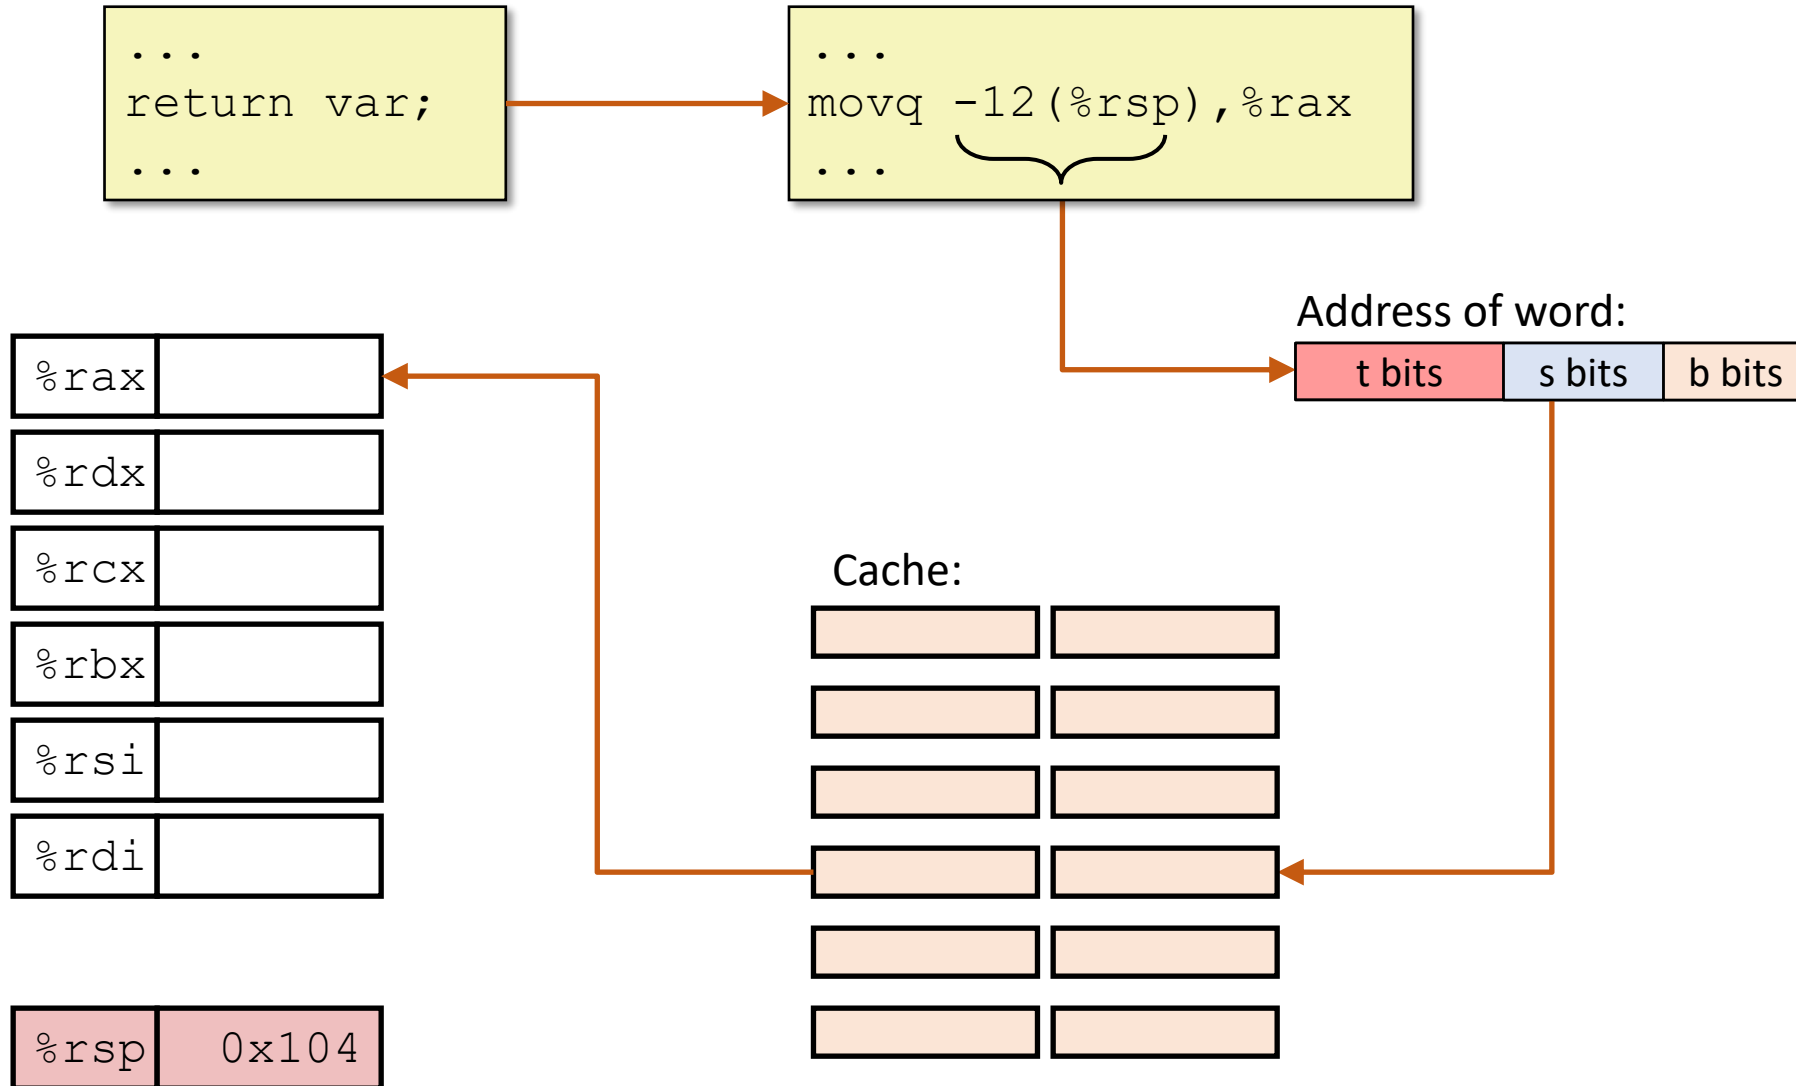 ...
return var;
...
...
movq -12(%rsp),%rax
...
Address of word:
t bits s bits b bits
%rax
%rdx
%rcx
%rbx
%rsi
%rdi
%rsp 0x104
Cache: